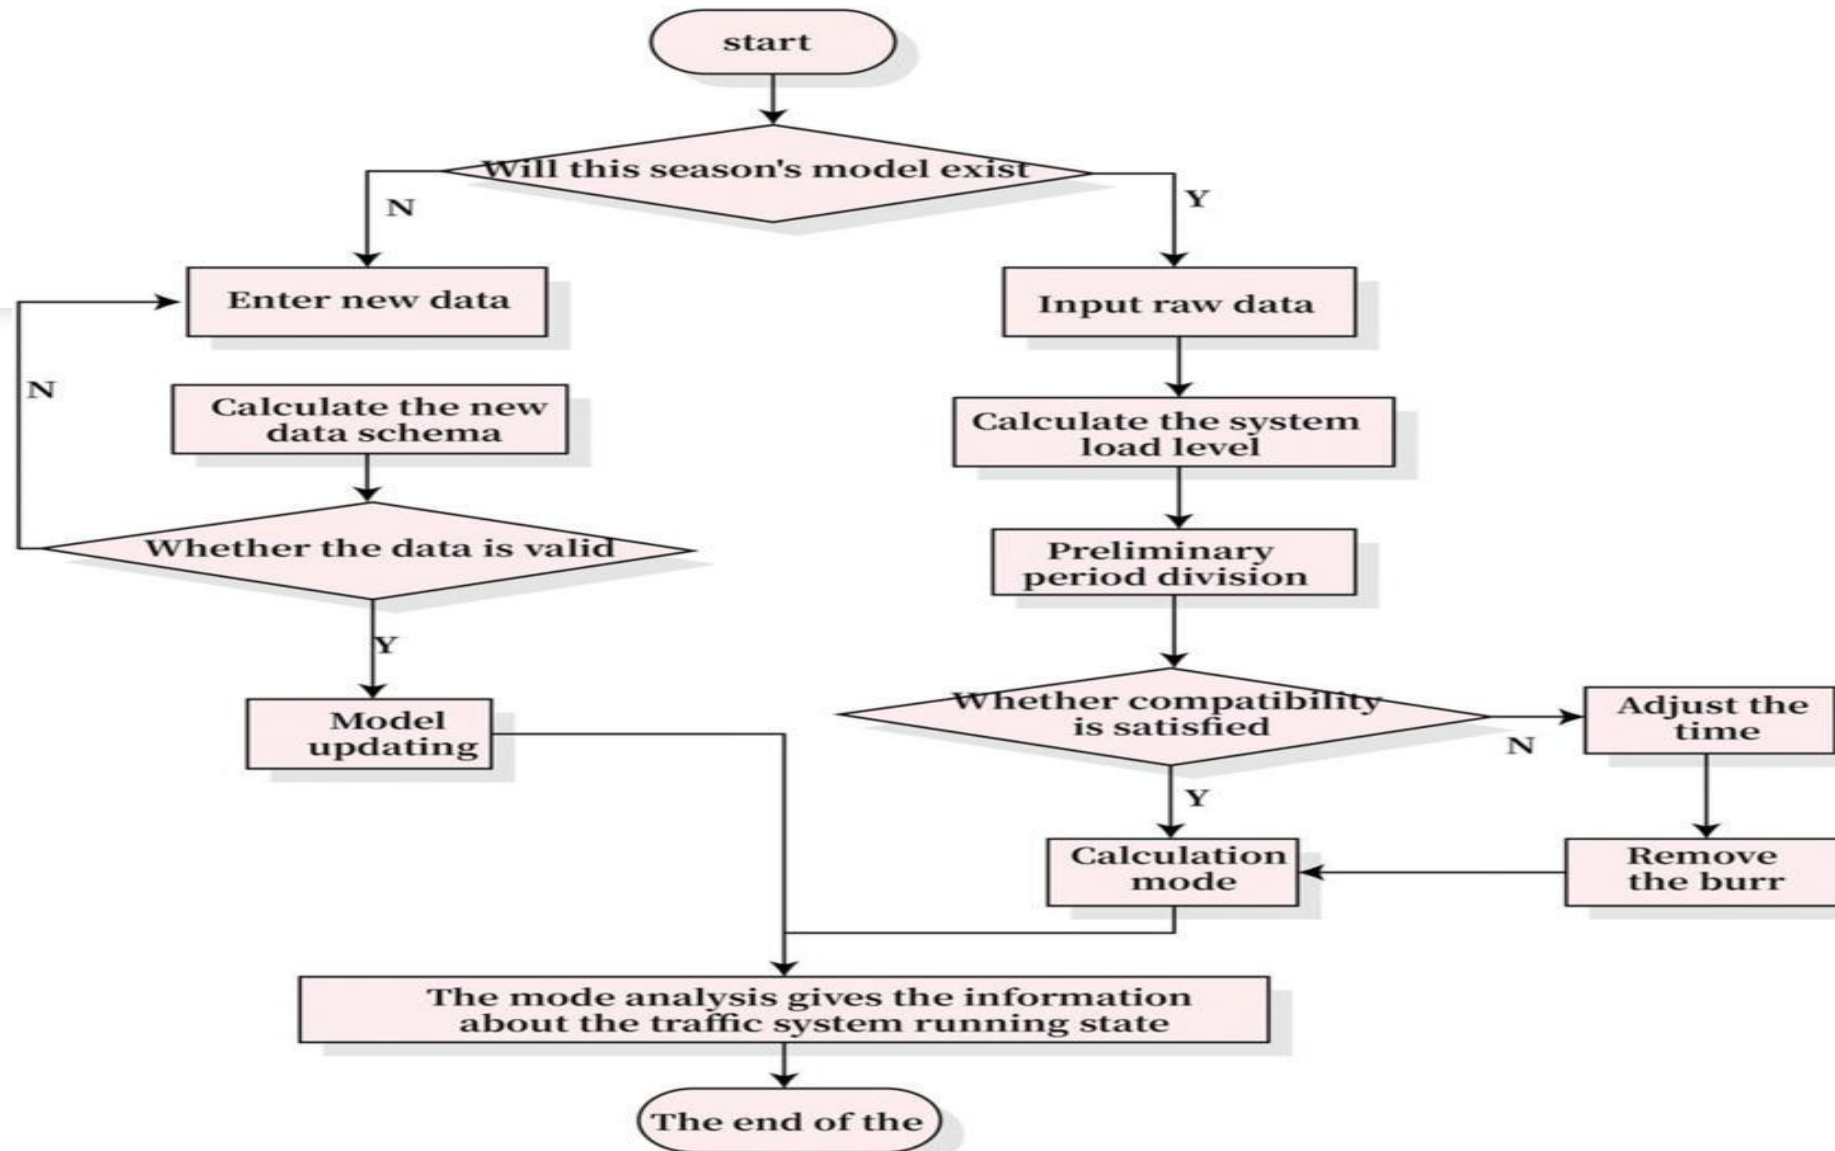 start
Will this season's model exist
N
Y
Enter new data
Input raw data
N
Calculate the new
data schema
Calculate the system
load level
Whether the data is valid
Preliminary
period division
Y
Model
updating
Whether compatibility
is satisfied
N
Adjust the
time
Y
Calculation
mode
Remove
the burr
The mode analysis gives the information
about the traffic system running state
The end of the